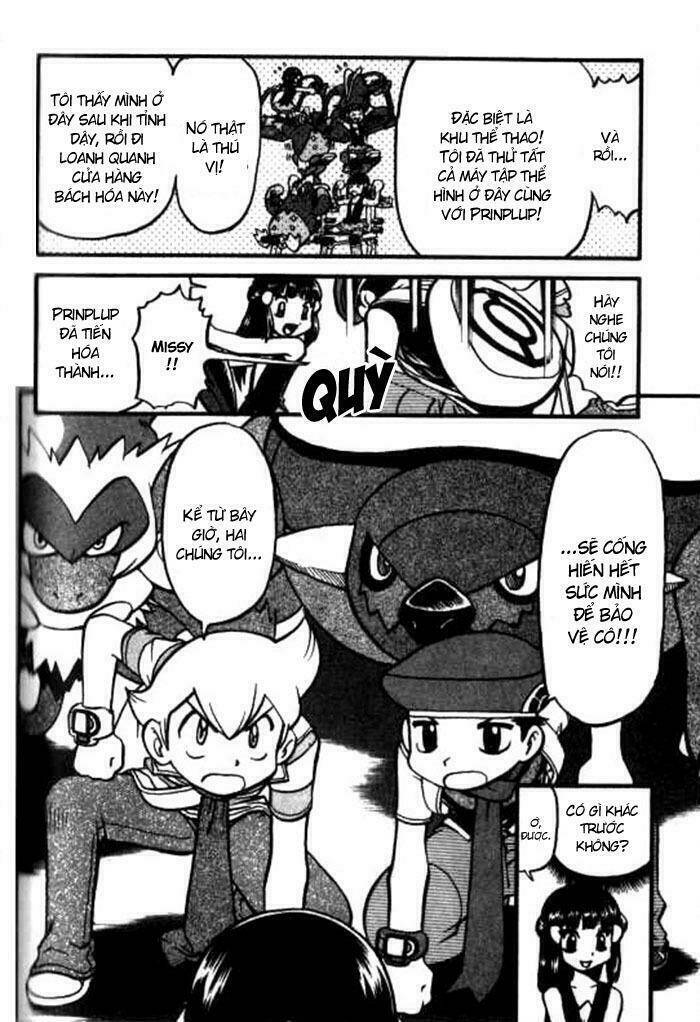 VÀ
RỒI...
ĐẶC BIỆT LÀ
KHU THỂ THAO!
TÔI ĐÃ THỬ TẤT
CẢ MÁY TẬP THỂ
HÌNH Ở ĐÂY CÙNG
VỚI PRINPLUP!
NÓ THẬT
LÀ THÚ
VỊ!
TÔI THẤY MÌNH Ở
ĐÂY SAU KHI TỈNH
DẬY, RỒI ĐI
LOANH QUANH
CỬA HÀNG
BÁCH HÓA NÀY!
HÃY
NGHE
CHÚNG
TÔI
NÓI!!
MISSY
!!
PRINPLUP
ĐÃ TIẾN
HÓA
THÀNH...
QUỲ
...SẼ CỐNG
HIẾN HẾT
SỨC MÌNH
ĐỂ BẢO
VỆ CÔ!!!
KỂ TỪ BÂY
GIỜ, HAI
CHÚNG TÔI...
CÓ GÌ KHÁC
TRƯỚC
KHÔNG?
Ờ,
ĐƯỢC.